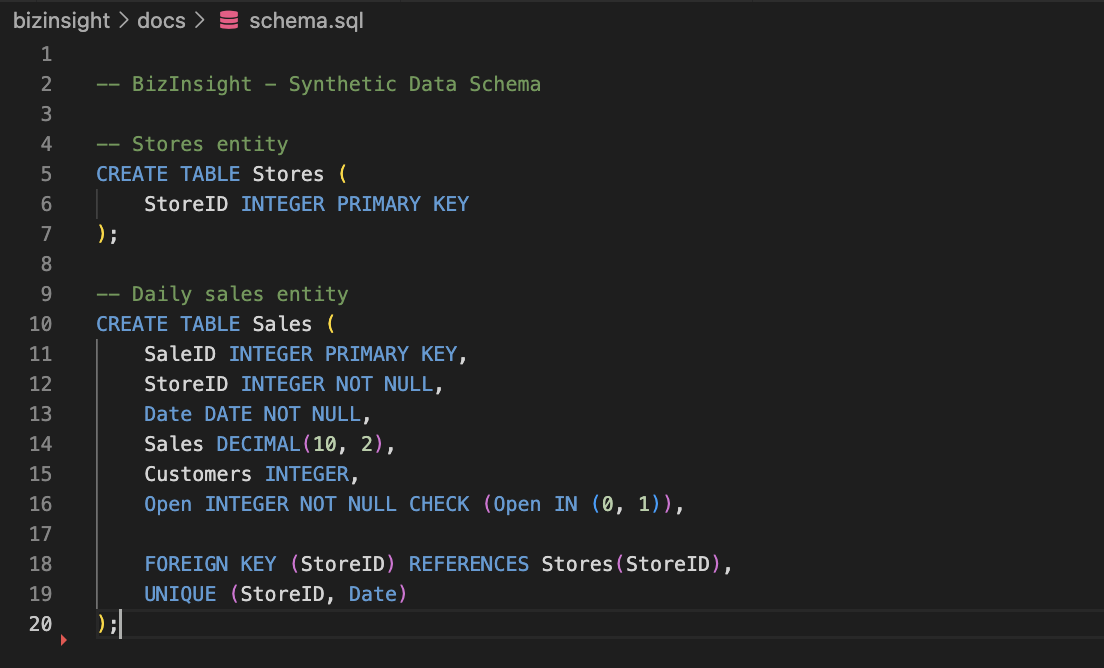 bizinsight > docs > schema.sql
1
2 -- BizInsight - Synthetic Data Schema
3
4 -- Stores entity
5 CREATE TABLE Stores (
6     StoreID INTEGER PRIMARY KEY
7 );
8
9 -- Daily sales entity
10 CREATE TABLE Sales (
11     SaleID INTEGER PRIMARY KEY,
12     StoreID INTEGER NOT NULL,
13     Date DATE NOT NULL,
14     Sales DECIMAL(10, 2),
15     Customers INTEGER,
16     Open INTEGER NOT NULL CHECK (Open IN (0, 1)),
17
18     FOREIGN KEY (StoreID) REFERENCES Stores(StoreID),
19     UNIQUE (StoreID, Date)
20 );